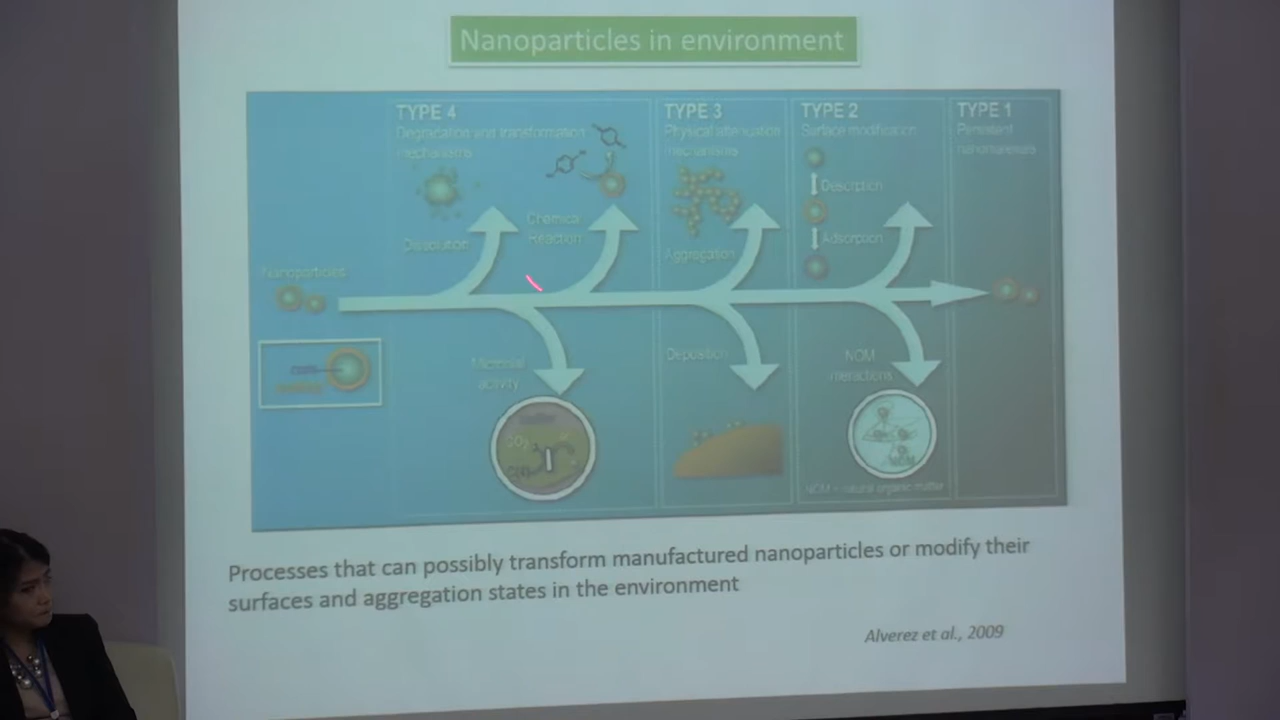 Nanoparticles in environment
TYPE 4
Degradation and transformation
mechanisms
TYPE 3
Physical attenuation
mechanisms
TYPE 2
Surface modification
TYPE 1
Persistent
nanomaterials
Dissolution
Chemical
Reaction
Aggregation
Desorption
Adsorption
Nanoparticles
Microbial
activity
Deposition
NOM
interactions
NOM
NOM = natural organic matter
Processes that can possibly transform manufactured nanoparticles or modify their
surfaces and aggregation states in the environment
Alverez et al., 2009